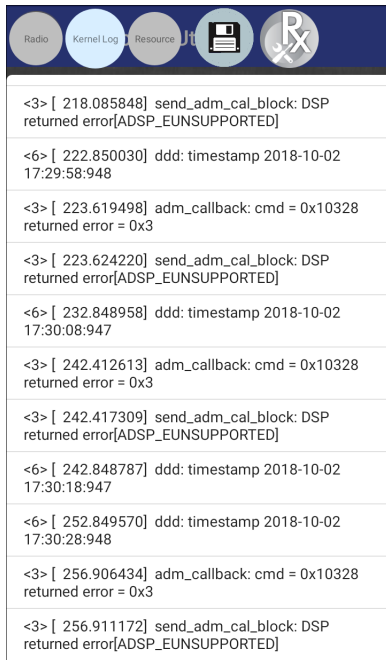 Radio
Kernel Log
Resource
Rx
<3> [ 218.085848] send_adm_cal_block: DSP
returned error[ADSP_EUNSUPPORTED]
<6> [ 222.850030] ddd: timestamp 2018-10-02
17:29:58:948
<3> [ 223.619498] adm_callback: cmd = 0x10328
returned error = 0x3
<3> [ 223.624220] send_adm_cal_block: DSP
returned error[ADSP_EUNSUPPORTED]
<6> [ 232.848958] ddd: timestamp 2018-10-02
17:30:08:947
<3> [ 242.412613] adm_callback: cmd = 0x10328
returned error = 0x3
<3> [ 242.417309] send_adm_cal_block: DSP
returned error[ADSP_EUNSUPPORTED]
<6> [ 242.848787] ddd: timestamp 2018-10-02
17:30:18:947
<6> [ 252.849570] ddd: timestamp 2018-10-02
17:30:28:948
<3> [ 256.906434] adm_callback: cmd = 0x10328
returned error = 0x3
<3> [ 256.911172] send_adm_cal_block: DSP
returned error[ADSP_EUNSUPPORTED]